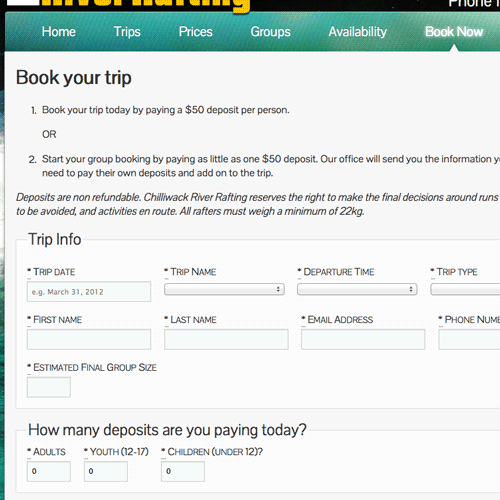 River Rafting
Phone
Home Trips Prices Groups Availability Book Now
Book your trip
1. Book your trip today by paying a $50 deposit per person.
OR
2. Start your group booking by paying as little as one $50 deposit. Our office will send you the information
need to pay their own deposits and add on to the trip.
Deposits are non refundable. Chilliwack River Rafting reserves the right to make the final decisions around runs
to be avoided, and activities en route. All rafters must weigh a minimum of 22kg.
Trip Info
* TRIP DATE * TRIP NAME * DEPARTURE TIME * TRIP TYPE
e.g. March 31, 2012
* FIRST NAME * LAST NAME * EMAIL ADDRESS * PHONE NUM
* ESTIMATED FINAL GROUP SIZE
How many deposits are you paying today?
* ADULTS * YOUTH (12-17) * CHILDREN (UNDER 12)?
0 0 0